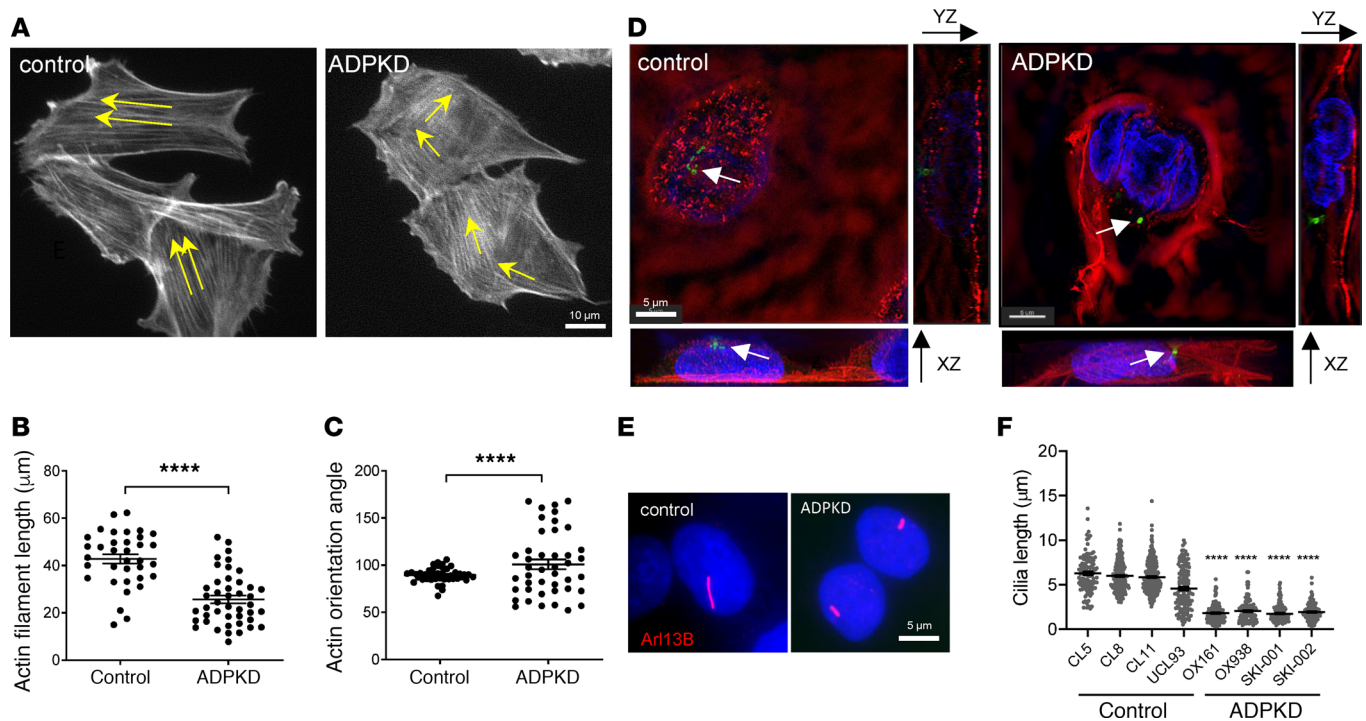 A
control
ADPKD
E
10 μm
D
control
5 μm
YZ
XZ
ADPKD
5 μm
YZ
XZ
B
Actin filament length (μm)
80
60
40
20
0
****
Control
ADPKD
C
Actin orientation angle
200
150
100
50
0
****
Control
ADPKD
E
control
Arl13B
ADPKD
5 μm
F
Cilia length (μm)
20
15
10
5
0
**** **** **** ****
CL5
CL8
CL11
UCL93
OX161
OX938
SKI-001
SKI-002
Control
ADPKD